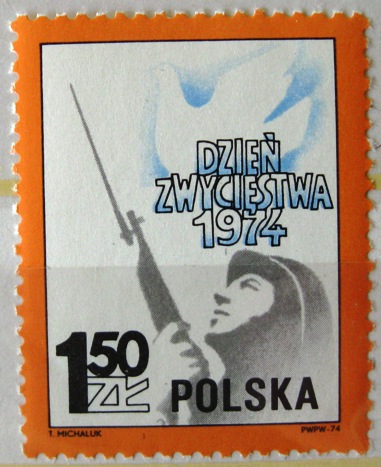 DZIEŃ
ZWYCIĘSTWA
1974
1.50
ZŁ
POLSKA
T. MICHALUK
PWPW-74